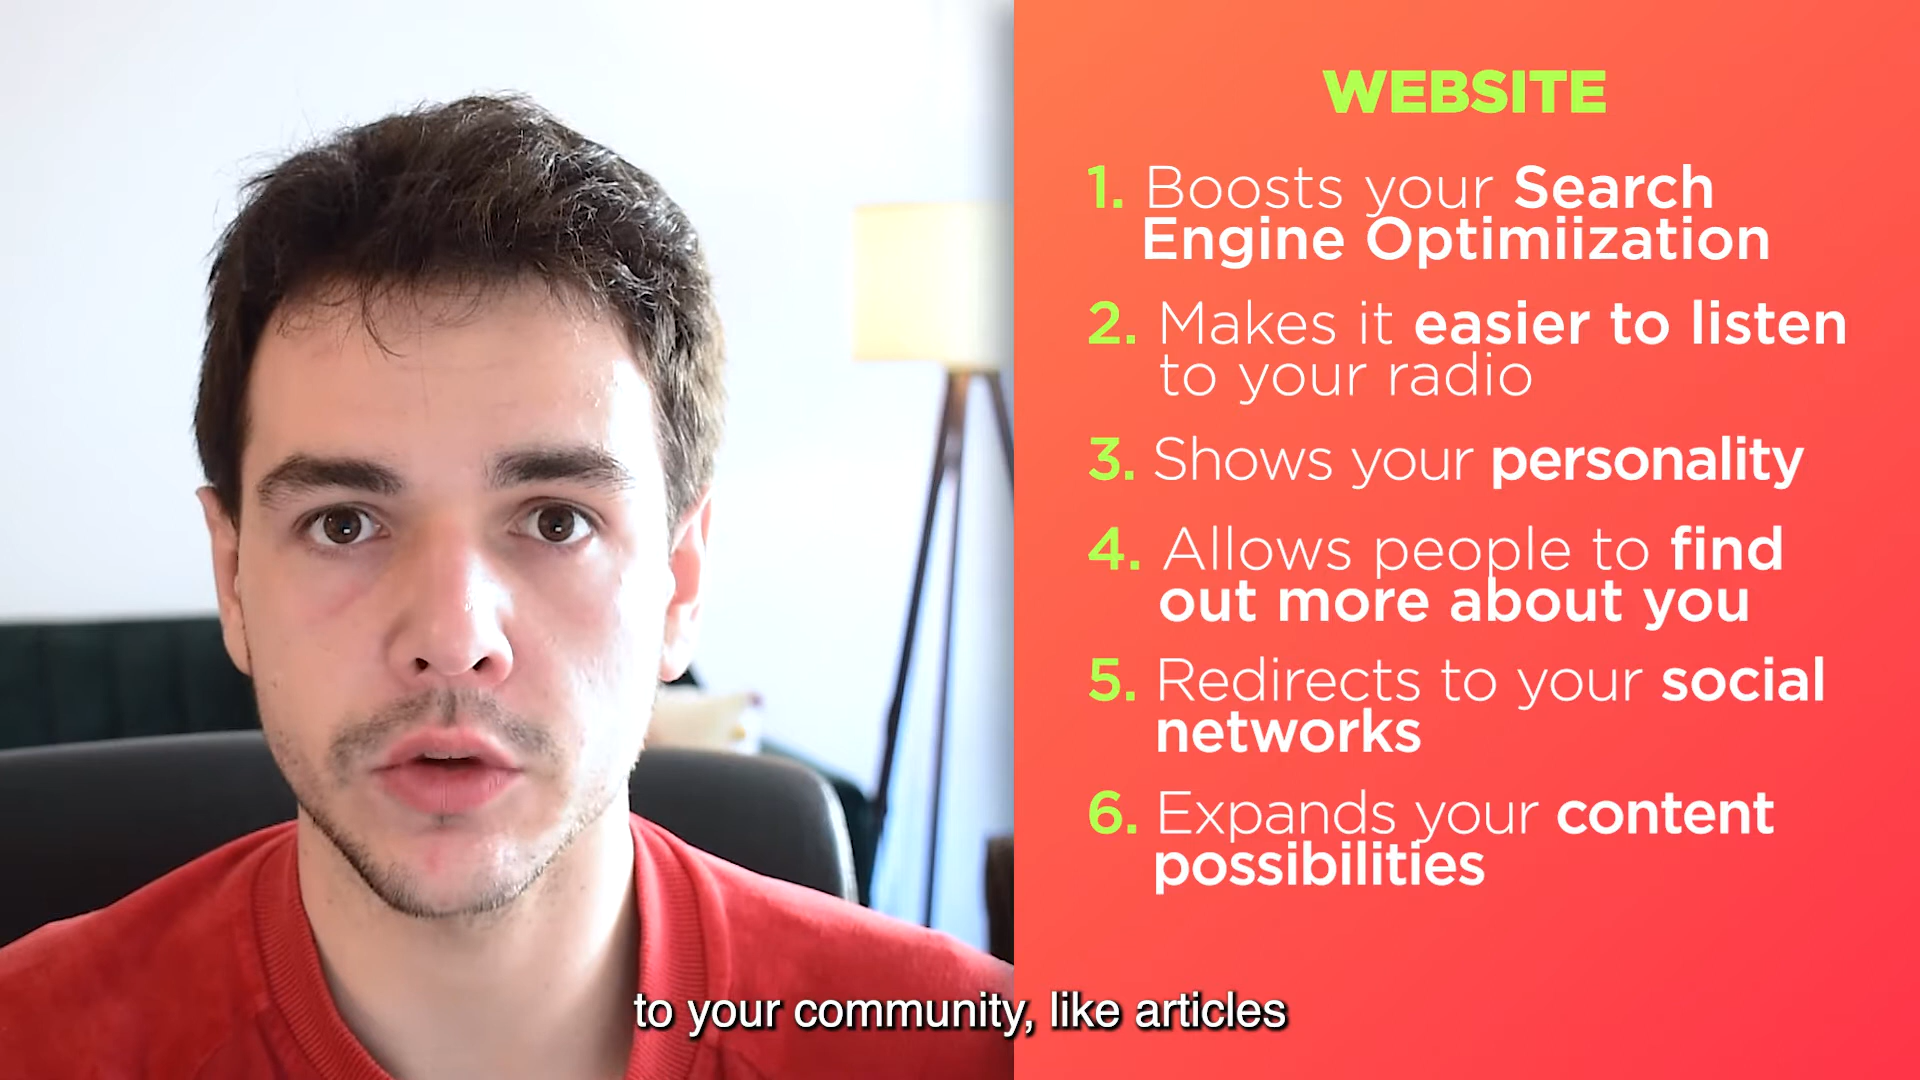 WEBSITE
1. Boosts your Search
Engine Optimiization
2. Makes it easier to listen
to your radio
3. Shows your personality
4. Allows people to find
out more about you
5. Redirects to your social
networks
6. Expands your content
possibilities
to your community, like articles